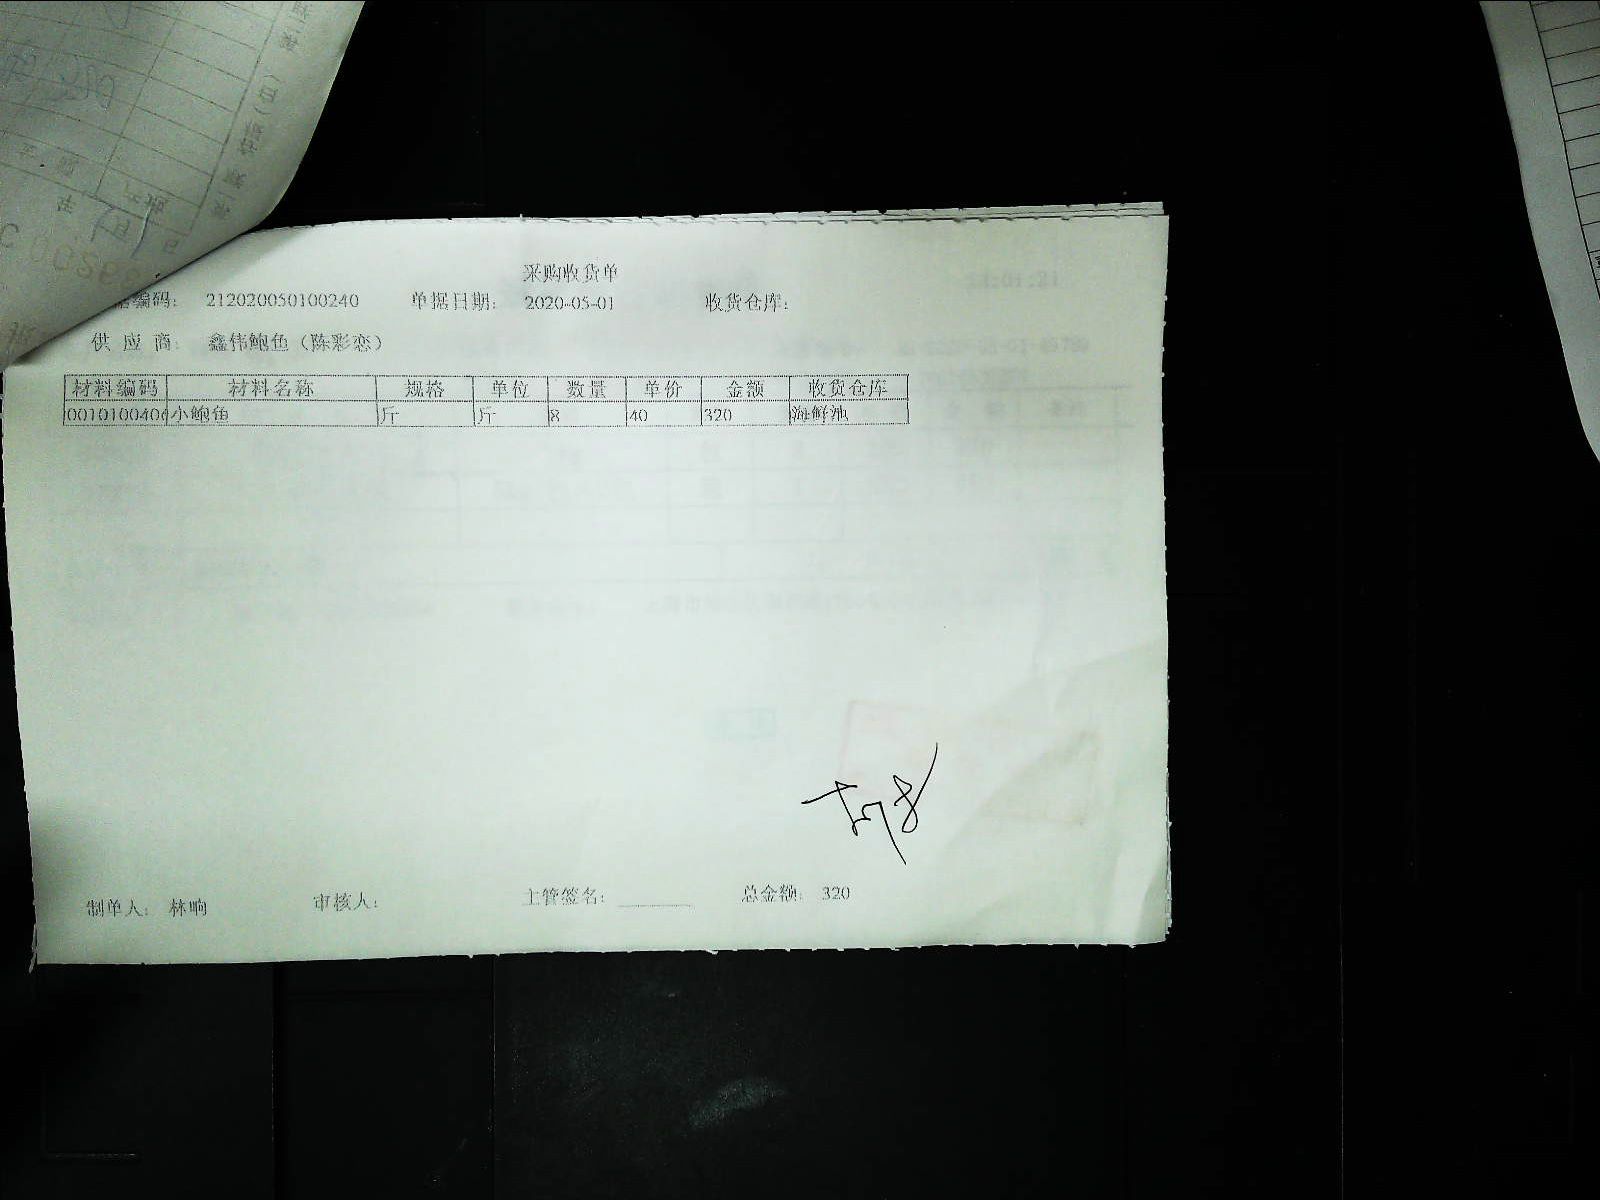 采购收货单
据编码： 212020050100240 单据日期： 2020-05-01 收货仓库：
供 应 商： 鑫伟鲍鱼（陈彩恋）
材料编码 材料名称 规格 单位 数量 单价 金额 收货仓库
001010040 小鲍鱼 斤 斤 8 40 320 海鲜池
制单人： 林响 审核人： 主管签名： 总金额： 320